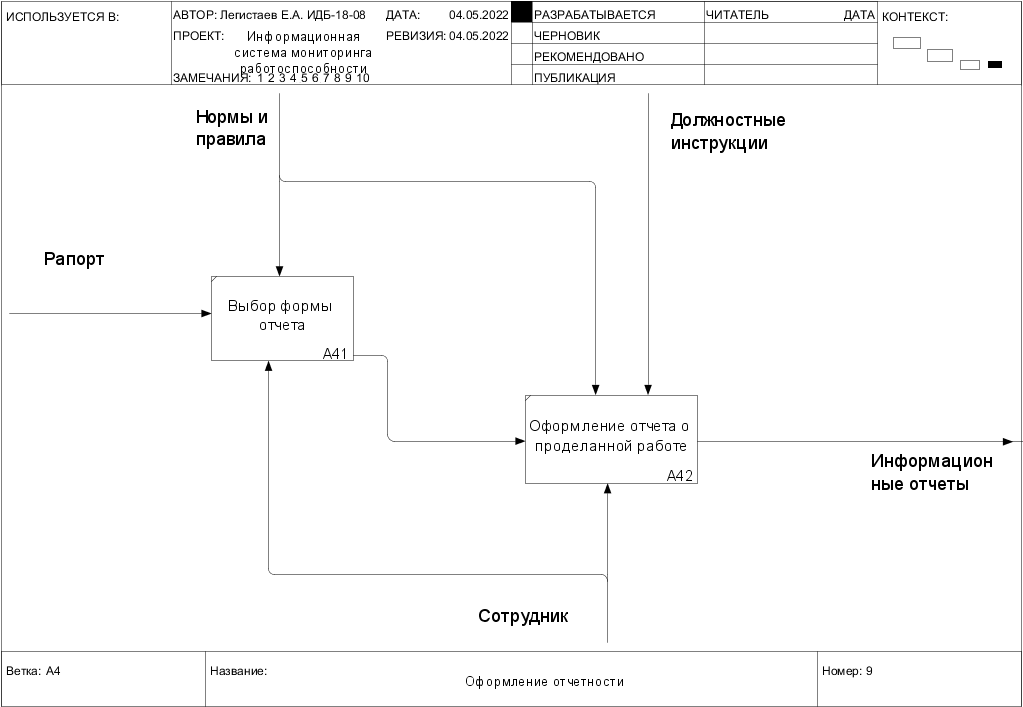 ИСПОЛЬЗУЕТСЯ В:
АВТОР: Легистаев Е.А. ИДБ-18-08
ДАТА: 04.05.2022
РАЗРАБАТЫВАЕТСЯ
ЧИТАТЕЛЬ
ДАТА
КОНТЕКСТ:
ПРОЕКТ: Информационная
система мониторинга
работоспособности
РЕВИЗИЯ: 04.05.2022
ЧЕРНОВИК
РЕКОМЕНДОВАНО
ЗАМЕЧАНИЯ: 1 2 3 4 5 6 7 8 9 10
ПУБЛИКАЦИЯ
Нормы и
правила
Должностные
инструкции
Рапорт
Выбор формы
отчета
A41
Оформление отчета о
проделанной работе
A42
Информацион
ные отчеты
Сотрудник
Ветка: A4
Название:
Оформление отчетности
Номер: 9